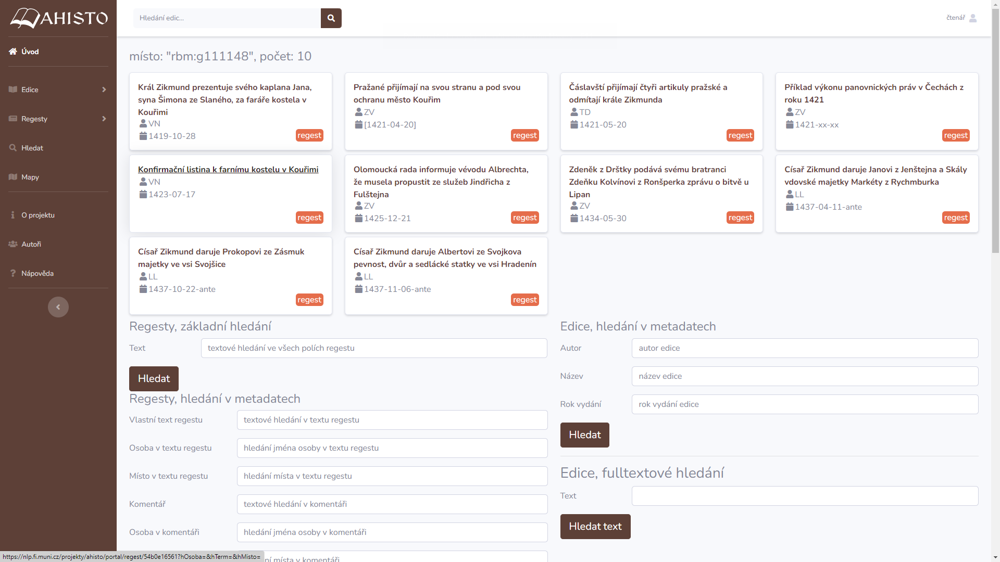 AHISTO
Úvod
Edice
Regesty
Hledat
Mapy
O projektu
Autoři
Nápověda
Hledání edic...
čtenář
místo: "rbm:g111148", počet: 10
Král Zikmund prezentuje svého kaplana Jana,
syna Šimona ze Slaného, za faráře kostela v
Kouřimi
VN
1419-10-28
regest
Pražané přijímají na svou stranu a pod svou
ochranu město Kouřim
ZV
[1421-04-20]
regest
Čáslavští přijímají čtyři artikuly pražské a
odmítají krále Zikmunda
TD
1421-05-20
regest
Příklad výkonu panovnických práv v Čechách z
roku 1421
ZV
1421-xx-xx
regest
Konfirmační listina k farnímu kostelu v Kouřimi
VN
1423-07-17
regest
Olomoucká rada informuje vévodu Albrechta,
že musela propustit ze služeb Jindřicha z
Fulštejna
ZV
1425-12-21
regest
Zdeněk z Drštky podává svému bratranci
Zdeňku Kolvínovi z Ronšperka zprávu o bitvě u
Lipan
ZV
1434-05-30
regest
Císař Zikmund daruje Janovi z Jenštejna a Skály
vdovské majetky Markéty z Rychmburka
LL
1437-04-11-ante
regest
Císař Zikmund daruje Prokopovi ze Zásmuk
majetky ve vsi Svojšice
LL
1437-10-22-ante
regest
Císař Zikmund daruje Albertovi ze Svojkova
pevnost, dvůr a sedlácké statky ve vsi Hradenín
LL
1437-11-06-ante
regest
Regesty, základní hledání
Text
textové hledání ve všech polích regestu
Hledat
Regesty, hledání v metadatech
Vlastní text regestu
textové hledání v textu regestu
Osoba v textu regestu
hledání jména osoby v textu regestu
Místo v textu regestu
hledání místa v textu regestu
Komentář
textové hledání v komentáři
Osoba v komentáři
hledání jména osoby v komentáři
ní místa v komentáři
Edice, hledání v metadatech
Autor
autor edice
Název
název edice
Rok vydání
rok vydání edice
Hledat
Edice, fulltextové hledání
Text
Hledat text
https://nlp.fi.muni.cz/projekty/ahisto/portal/regest/54b0e16561?hOsoba=&hTerm=&hMisto=